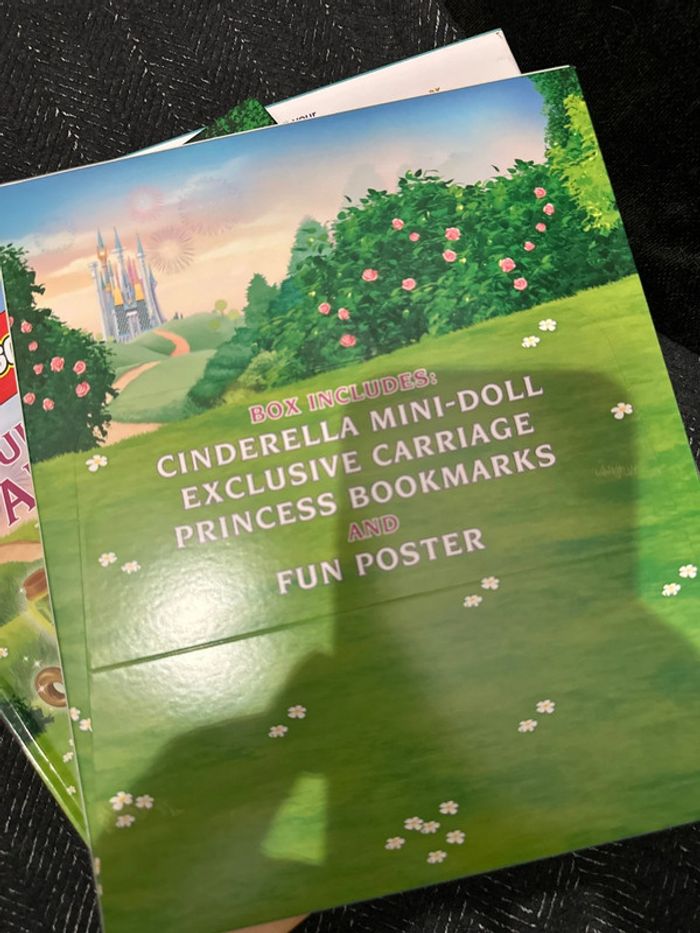 BOX INCLUDES:
CINDERELLA MINI-DOLL
EXCLUSIVE CARRIAGE
PRINCESS BOOKMARKS
AND
FUN POSTER